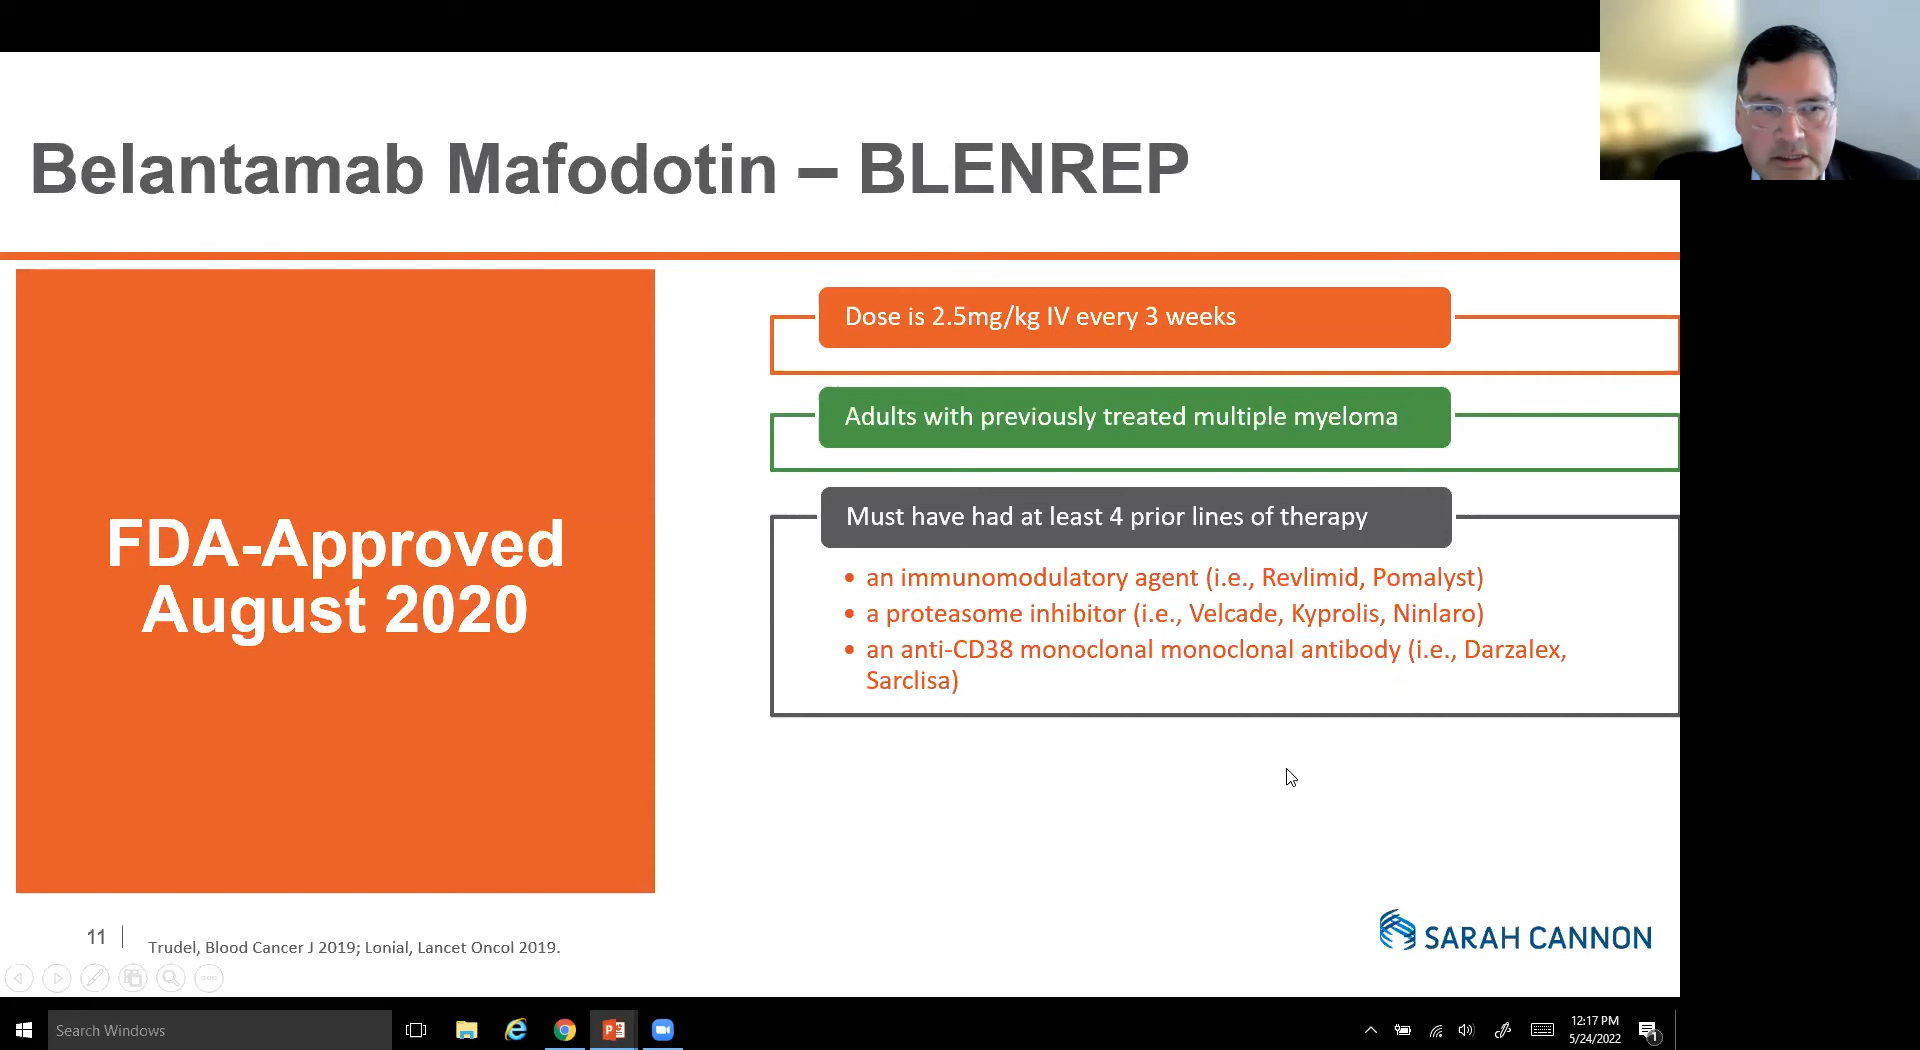 Belantamab Mafodotin – BLENREP
FDA-Approved
August 2020
Dose is 2.5mg/kg IV every 3 weeks
Adults with previously treated multiple myeloma
Must have had at least 4 prior lines of therapy
• an immunomodulatory agent (i.e., Revlimid, Pomalyst)
• a proteasome inhibitor (i.e., Velcade, Kyprolis, Ninlaro)
• an anti-CD38 monoclonal monoclonal antibody (i.e., Darzalex,
Sarclisa)
11
Trudel, Blood Cancer J 2019; Lonial, Lancet Oncol 2019.
SARAH CANNON
Search Windows
12:17 PM
5/24/2022
1